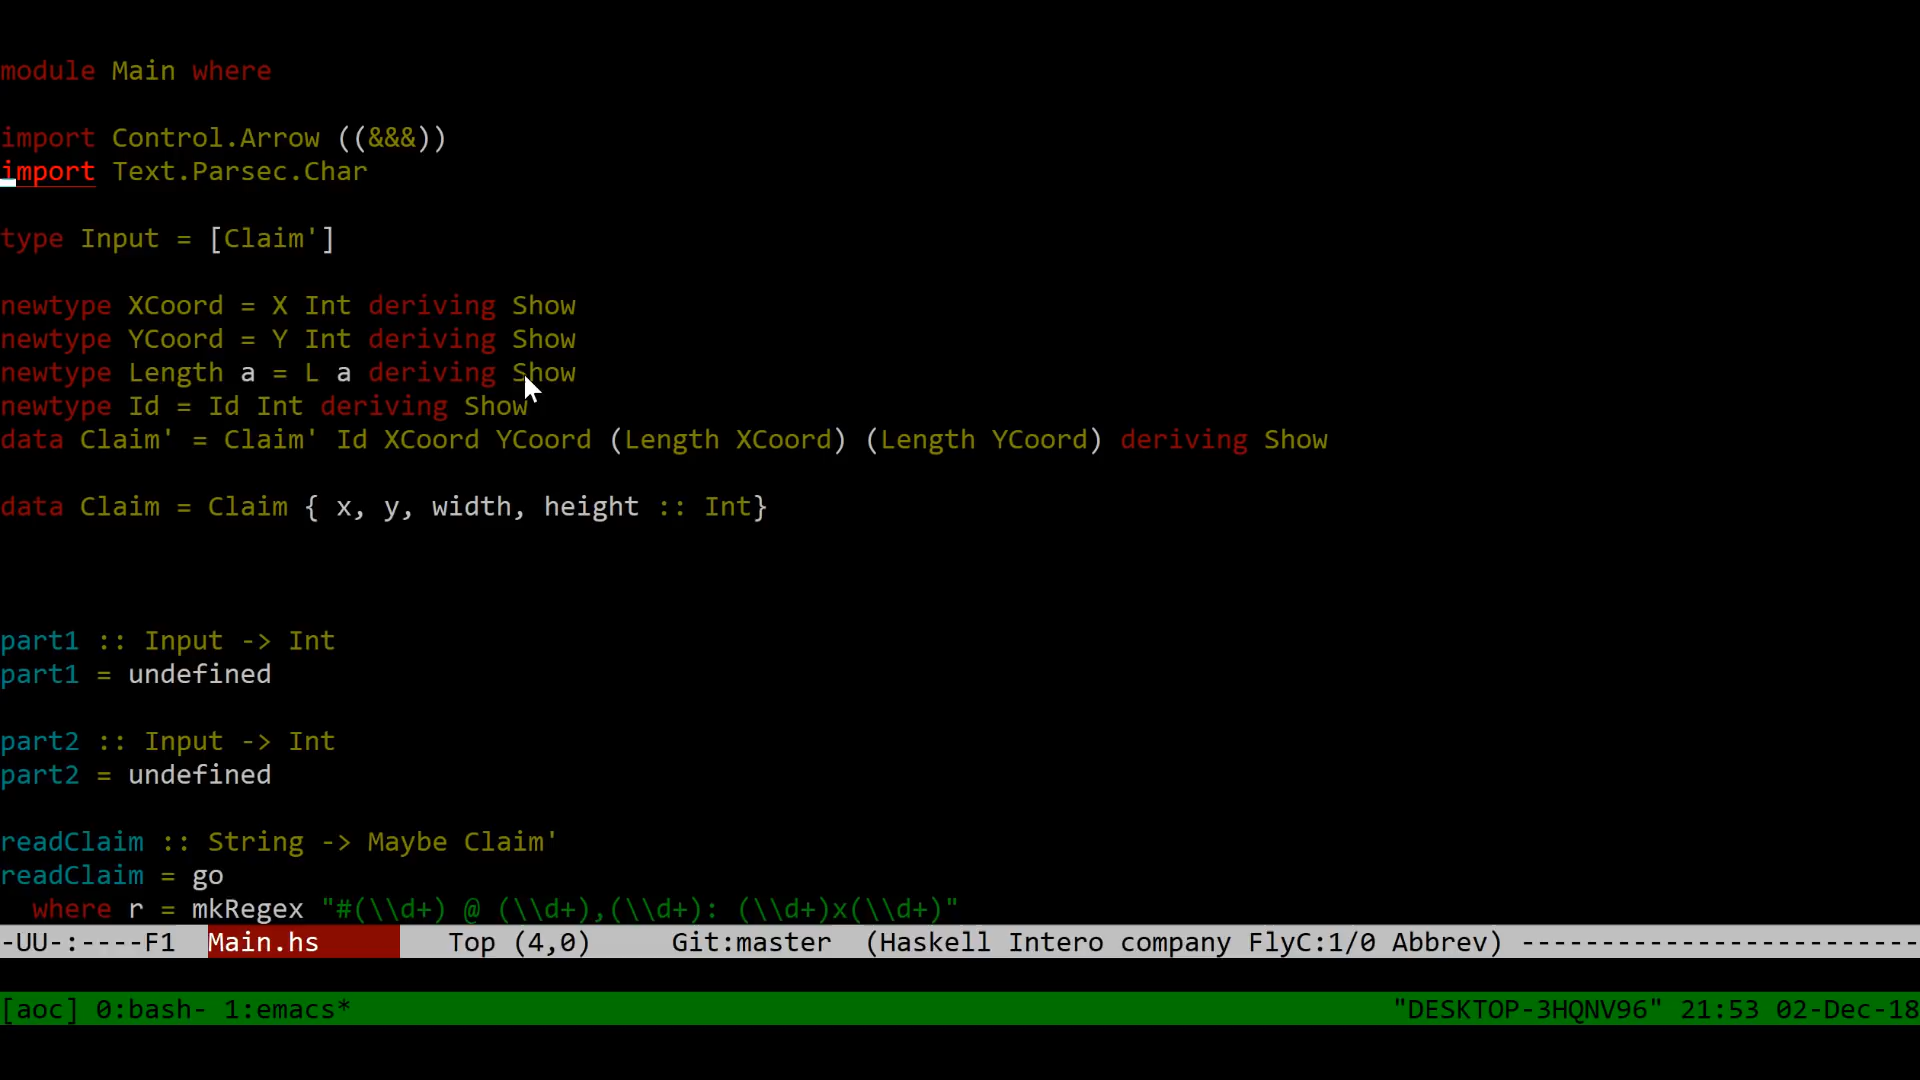 module Main where
import Control.Arrow ((&&&))
import Text.Parsec.Char
type Input = [Claim']
newtype XCoord = X Int deriving Show
newtype YCoord = Y Int deriving Show
newtype Length a = L a deriving Show
newtype Id = Id Int deriving Show
data Claim' = Claim' Id XCoord YCoord (Length XCoord) (Length YCoord) deriving Show
data Claim = Claim { x, y, width, height :: Int}
part1 :: Input -> Int
part1 = undefined
part2 :: Input -> Int
part2 = undefined
readClaim :: String -> Maybe Claim'
readClaim = go
  where r = mkRegex "#(\\d+) @ (\\d+),(\\d+): (\\d+)x(\\d+)"
-UU-:----F1  Main.hs        Top (4,0)     Git:master  (Haskell Intero company FlyC:1/0 Abbrev) -------------------------
[aoc] 0:bash- 1:emacs* "DESKTOP-3HQNV96" 21:53 02-Dec-18